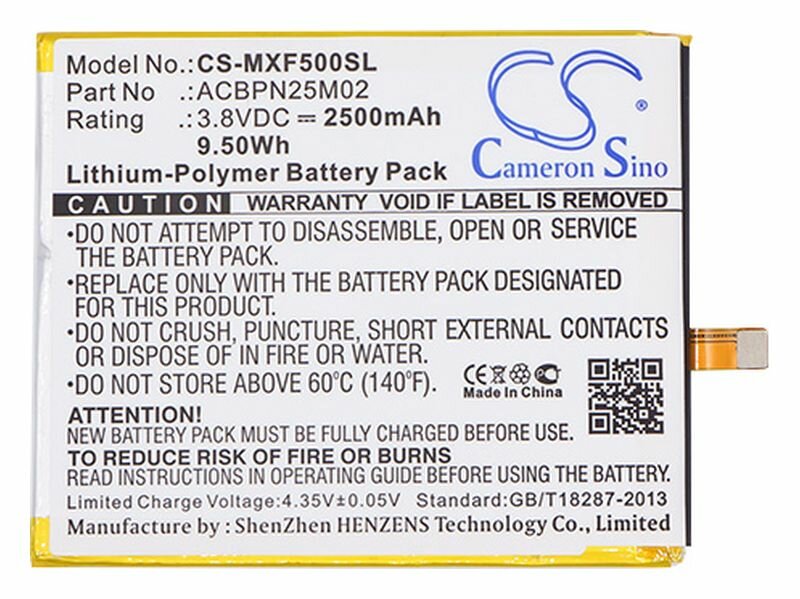 Model No.:CS-MXF500SL
Part No .:ACBPN25M02
Rating .:3.8VDC ⎓ 2500mAh
9.50Wh
Lithium-Polymer Battery Pack
CS
Cameron Sino
CAUTION WARRANTY VOID IF LABEL IS REMOVED
•DO NOT ATTEMPT TO DISASSEMBLE, OPEN OR SERVICE
THE BATTERY PACK.
•REPLACE ONLY WITH THE BATTERY PACK DESIGNATED
FOR THIS PRODUCT.
•DO NOT CRUSH, PUNCTURE, SHORT EXTERNAL CONTACTS
OR DISPOSE OF IN FIRE OR WATER.
•DO NOT STORE ABOVE 60°C (140°F).
CE
Made In China
ATTENTION!
NEW BATTERY PACK MUST BE FULLY CHARGED BEFORE USE.
TO REDUCE RISK OF FIRE OR BURNS
READ INSTRUCTIONS IN OPERATING GUIDE BEFORE USE.
Limited Charge Voltage:4.35V±0.05V Standard:GB/T18287-2013
Manufacturer:ShenZhen HENZENS Technology Co., Limited